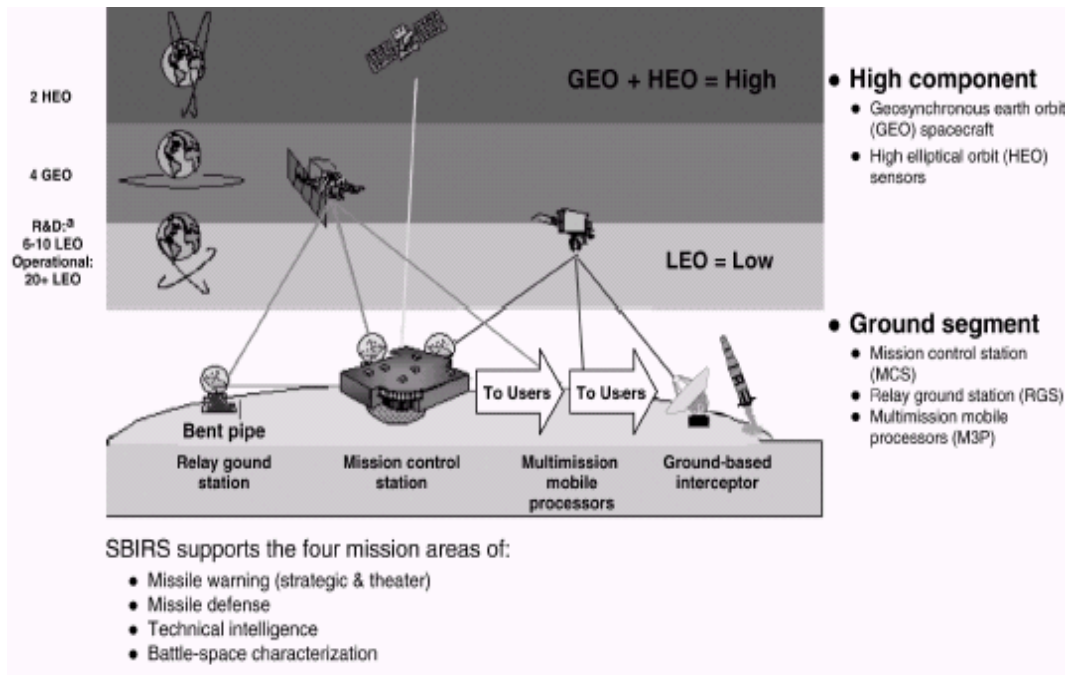 GEO + HEO = High
2 HEO
4 GEO
R&D:a
6-10 LEO
Operational:
20+ LEO
LEO = Low
● High component
● Geosynchronous earth orbit
(GEO) spacecraft
● High elliptical orbit (HEO)
sensors
● Ground segment
● Mission control station
(MCS)
● Relay ground station (RGS)
● Multimission mobile
processors (M3P)
To Users
To Users
Bent pipe
Relay gound
station
Mission control
station
Multimission
mobile
processors
Ground-based
interceptor
SBIRS supports the four mission areas of:
● Missile warning (strategic & theater)
● Missile defense
● Technical intelligence
● Battle-space characterization